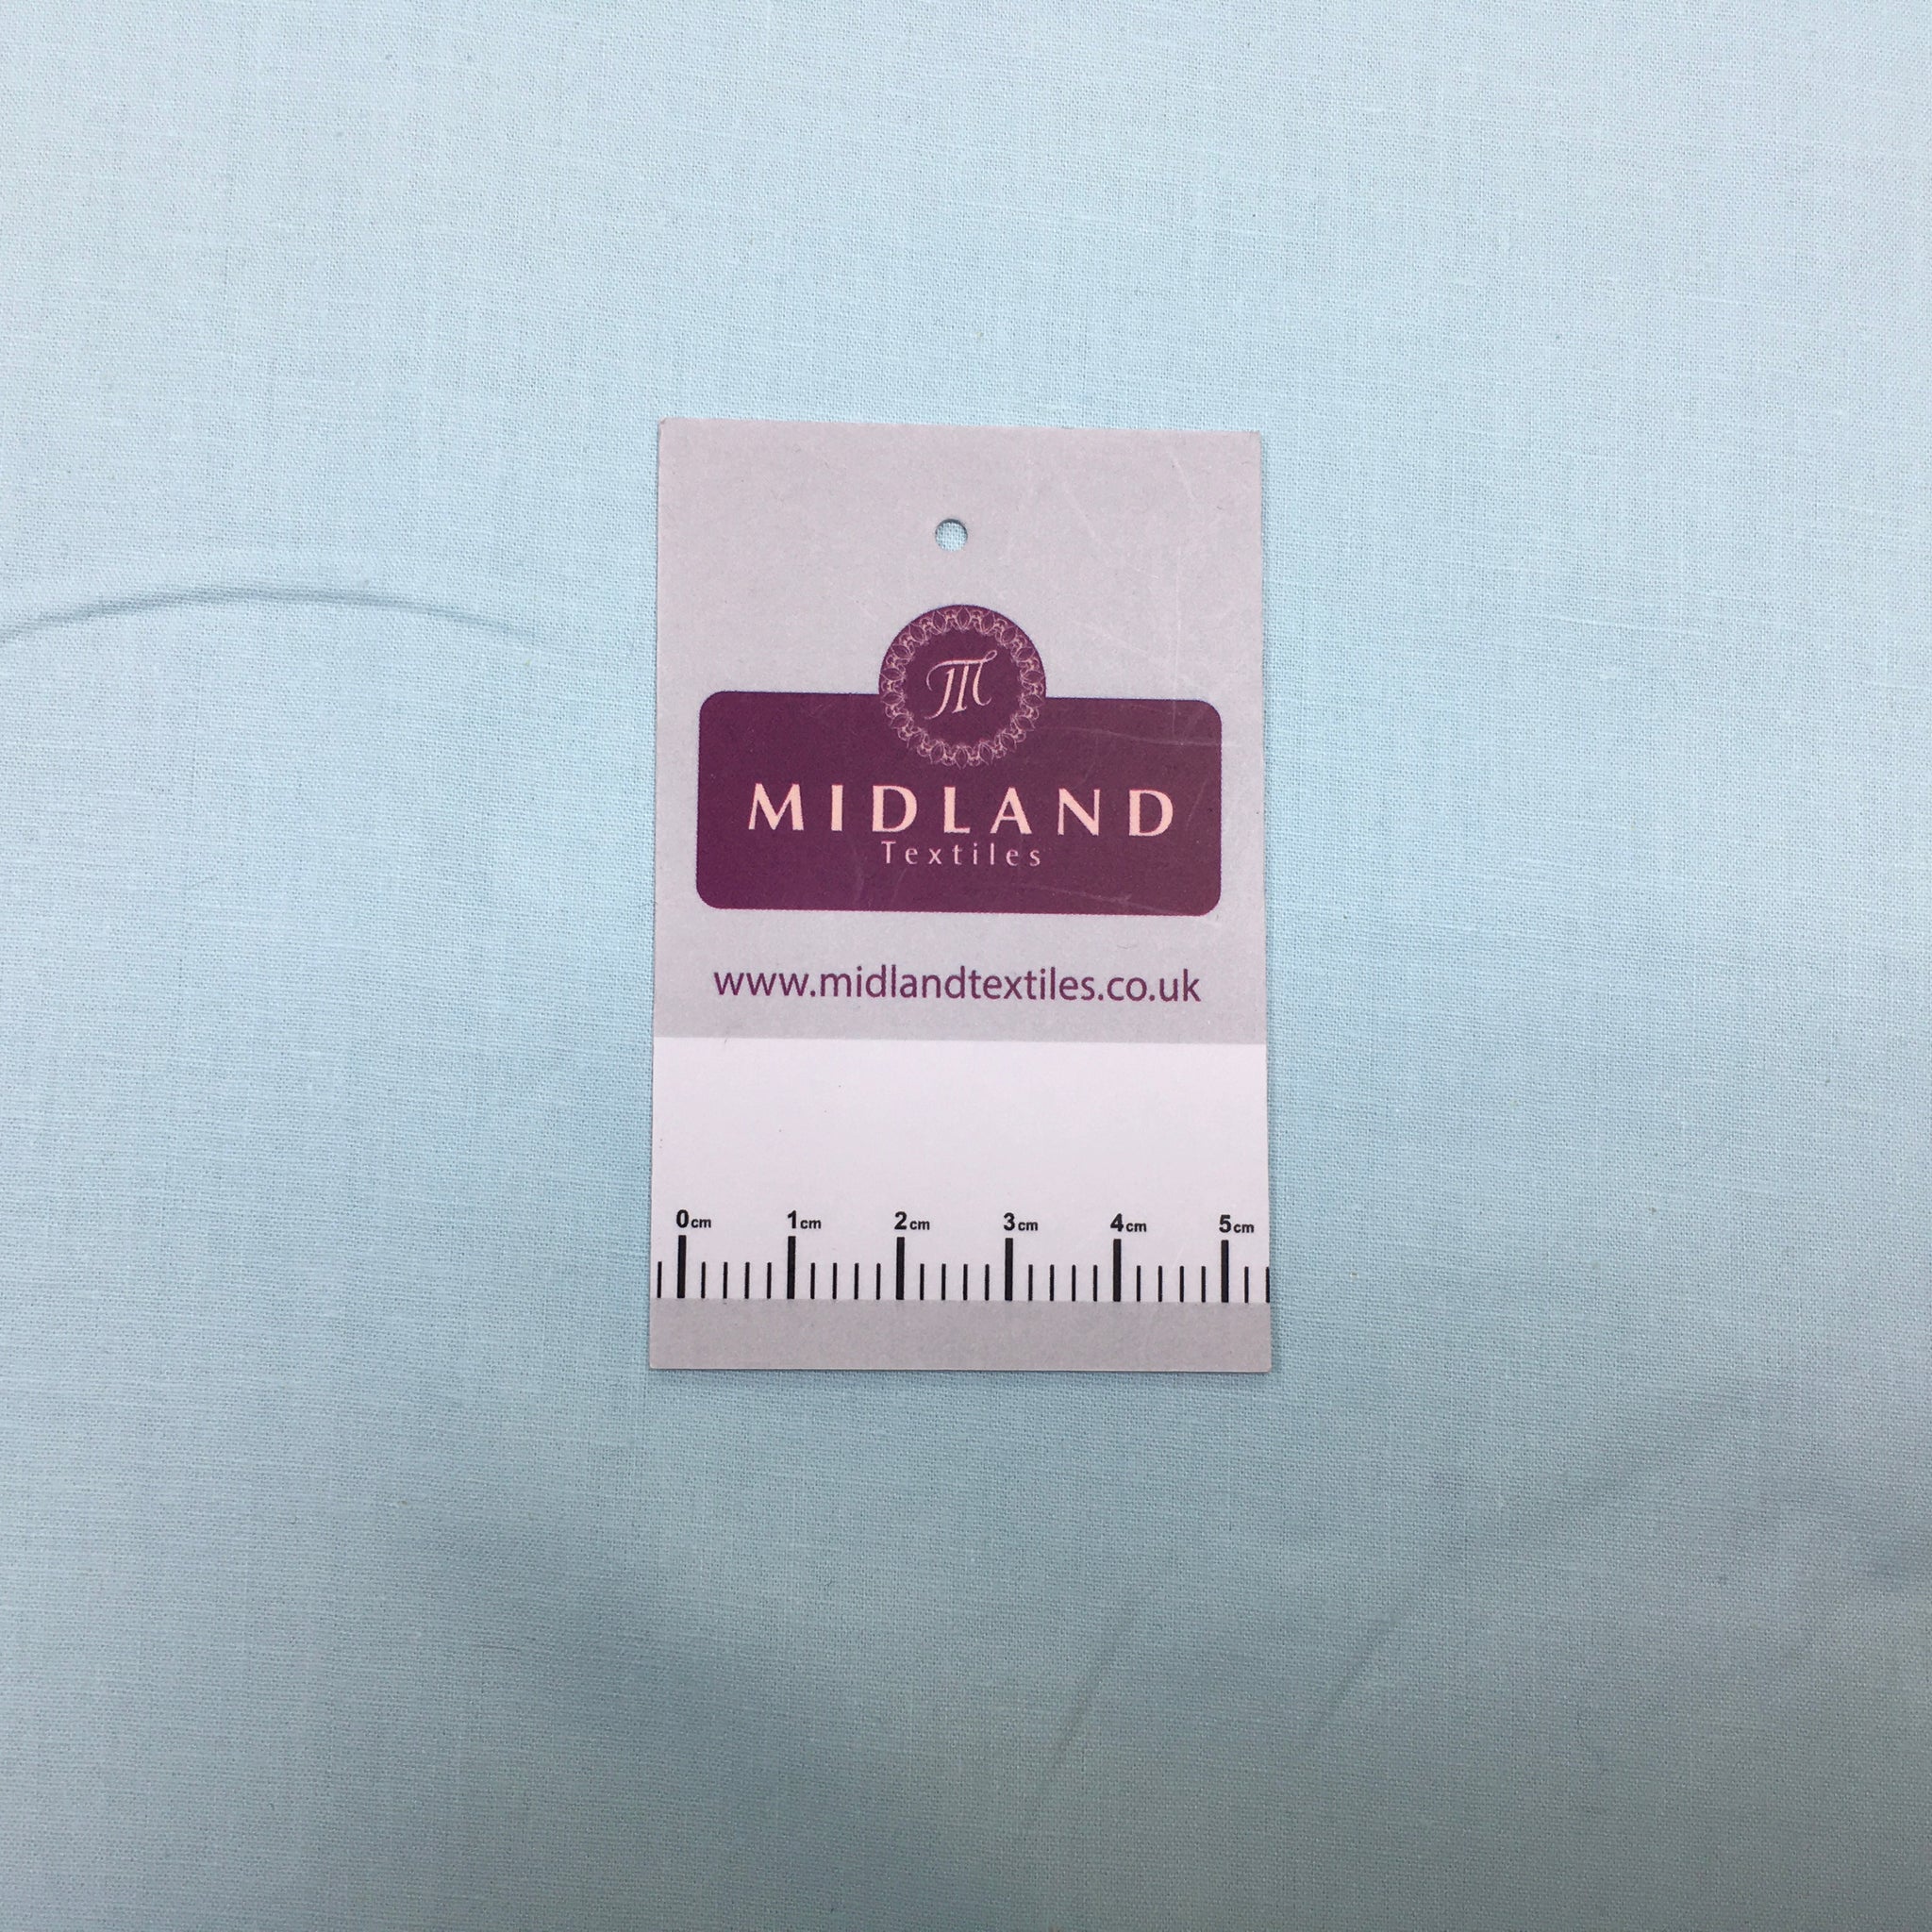 M
MIDLAND
Textiles
www.midlandtextiles.co.uk
0cm 1cm 2cm 3cm 4cm 5cm